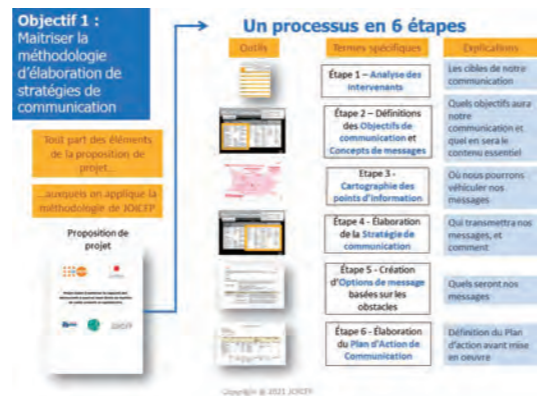 Objectif 1 :
Maitriser la
méthodologie
d'élaboration de
stratégies de
communication
Tout part des éléments
de la proposition de
projet...
...auxquels on applique la
méthodologie de JOICFP
Proposition de
projet
Un processus en 6 étapes
Outils
Termes spécifiques
Explications
Étape 1 – Analyse des
intervenants
Les cibles de notre
communication
Étape 2 – Définitions
des Objectifs de
communication et
Concepts de messages
Quels objectifs aura
notre
communication et
quel en sera le
contenu essentiel
Etape 3 -
Cartographie des
points d'information
Où nous pourrons
véhiculer nos
messages
Étape 4 - Élaboration
de la Stratégie de
communication
Qui transmettra nos
messages, et
comment
Étape 5 - Création
d'Options de message
basées sur les
obstacles
Quels seront nos
messages
Étape 6 - Élaboration
du Plan d'Action de
Communication
Définition du Plan
d'action avant mise
en oeuvre
Copyright @ 2021 JOICFP